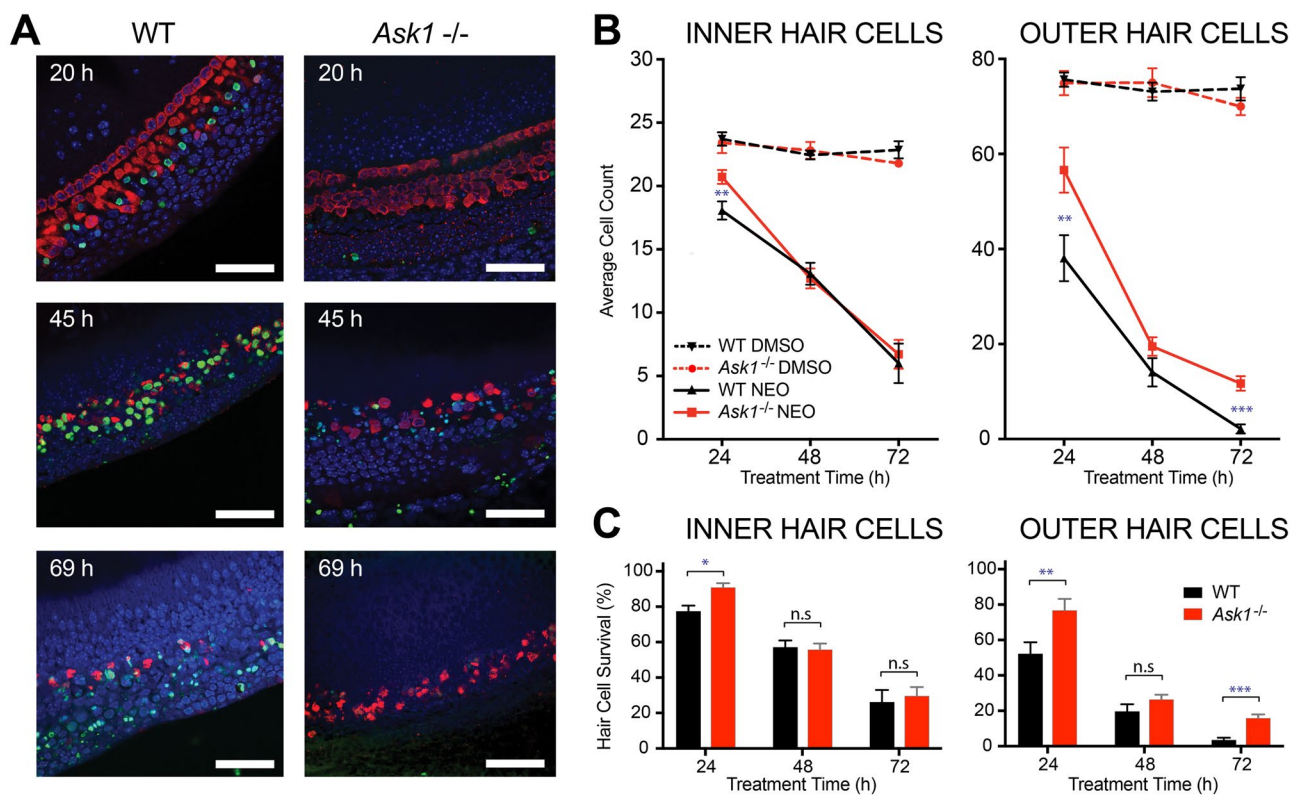 A
WT
Ask1 -/-
20 h
20 h
45 h
45 h
69 h
69 h
B
INNER HAIR CELLS
OUTER HAIR CELLS
30
25
20
15
10
5
0
Average Cell Count
**
WT DMSO
Ask1-/- DMSO
WT NEO
Ask1-/- NEO
24
48
72
Treatment Time (h)
80
60
40
20
0
**
***
24
48
72
Treatment Time (h)
C
INNER HAIR CELLS
OUTER HAIR CELLS
100
80
60
40
20
0
Hair Cell Survival (%)
*
n.s
n.s
24
48
72
Treatment Time (h)
100
80
60
40
20
0
**
n.s
***
WT
Ask1-/-
24
48
72
Treatment Time (h)